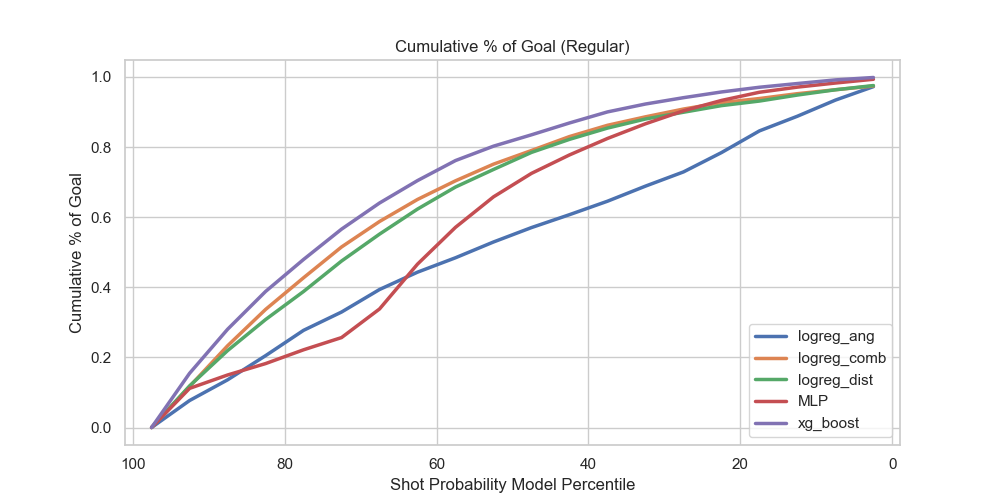 Cumulative % of Goal (Regular)
Cumulative % of Goal
1.0
0.8
0.6
0.4
0.2
0.0
100
80
60
40
20
0
Shot Probability Model Percentile
logreg_ang
logreg_comb
logreg_dist
MLP
xg_boost